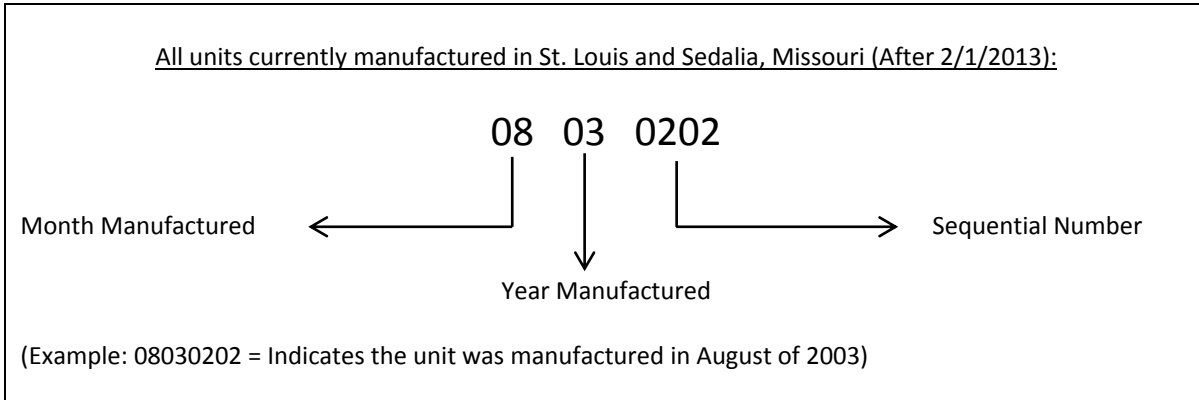 All units currently manufactured in St. Louis and Sedalia, Missouri (After 2/1/2013):
08 03 0202
Month Manufactured Sequential Number
Year Manufactured
(Example: 08030202 = Indicates the unit was manufactured in August of 2003)